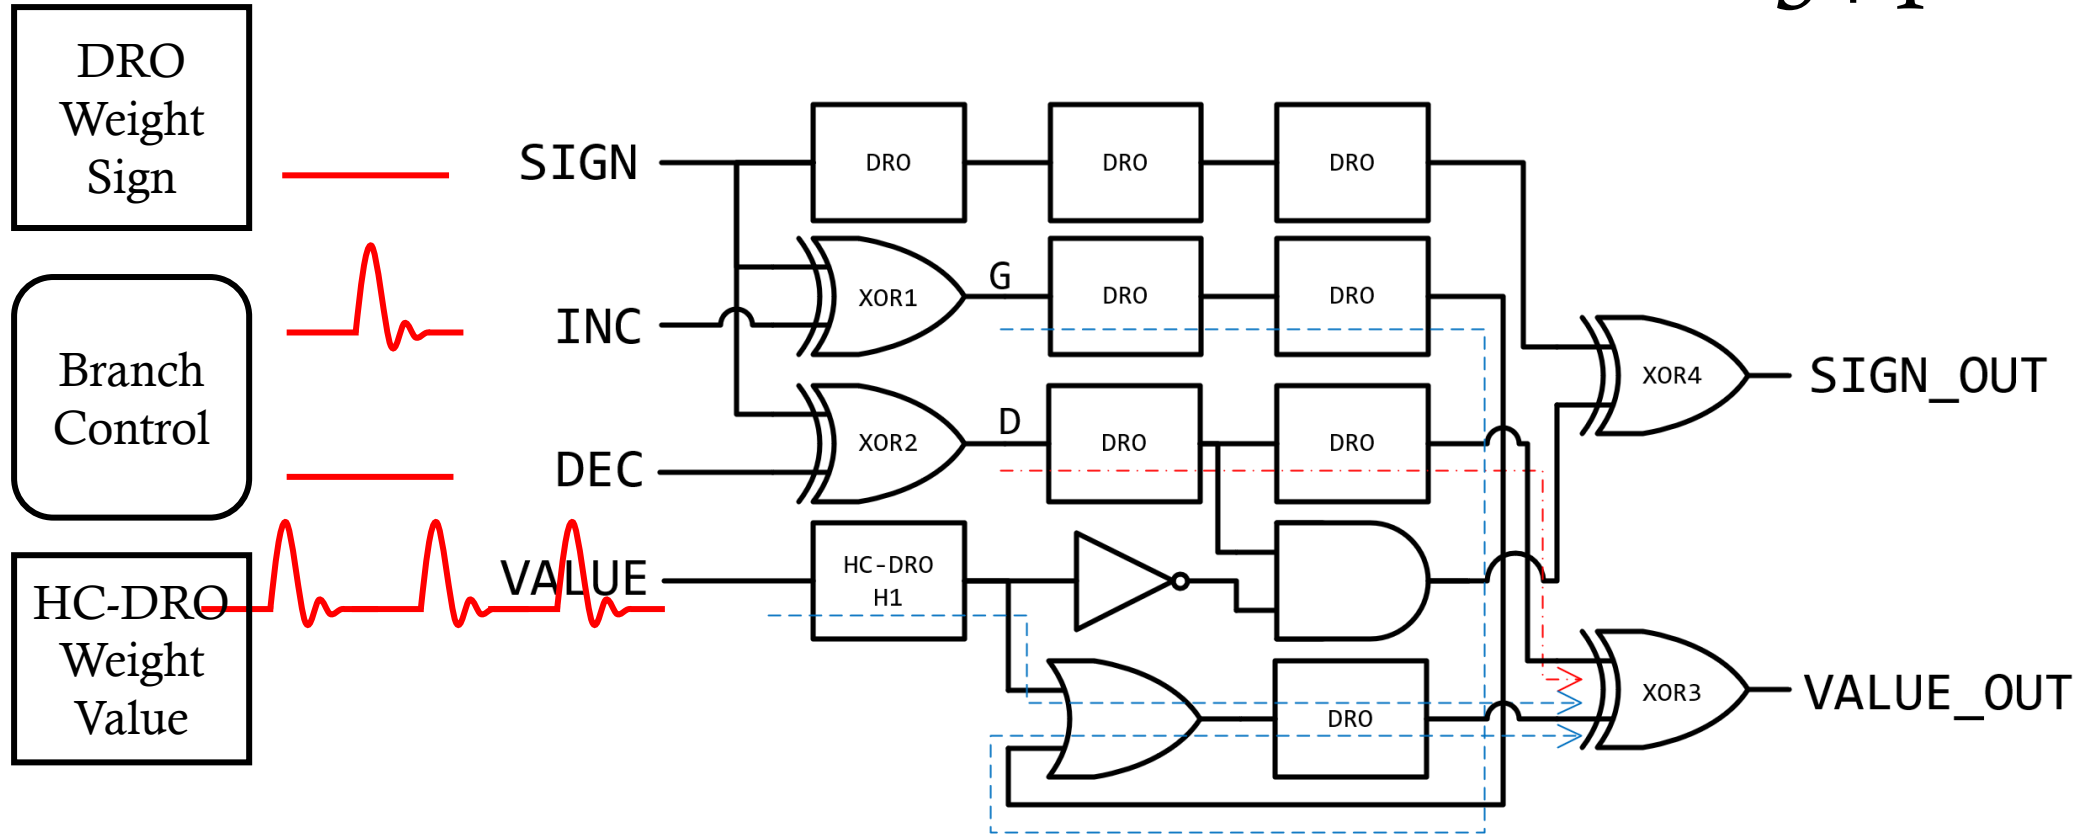 DRO
Weight
Sign
SIGN
DRO
DRO
DRO
XOR1
G
DRO
DRO
INC
Branch
Control
XOR4
SIGN_OUT
XOR2
D
DRO
DRO
DEC
HC-DRO
Weight
Value
VALUE
HC-DRO
H1
DRO
XOR3
VALUE_OUT